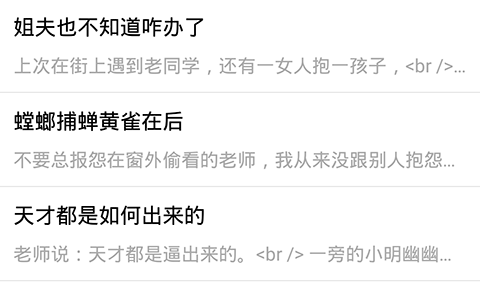 姐夫也不知道咋办了
上次在街上遇到老同学，还有一女人抱一孩子，<br />...
螳螂捕蝉黄雀在后
不要总报怨在窗外偷看的老师，我从来没跟别人抱怨...
天才都是如何出来的
老师说：天才都是逼出来的。<br /> 一旁的小明幽幽...